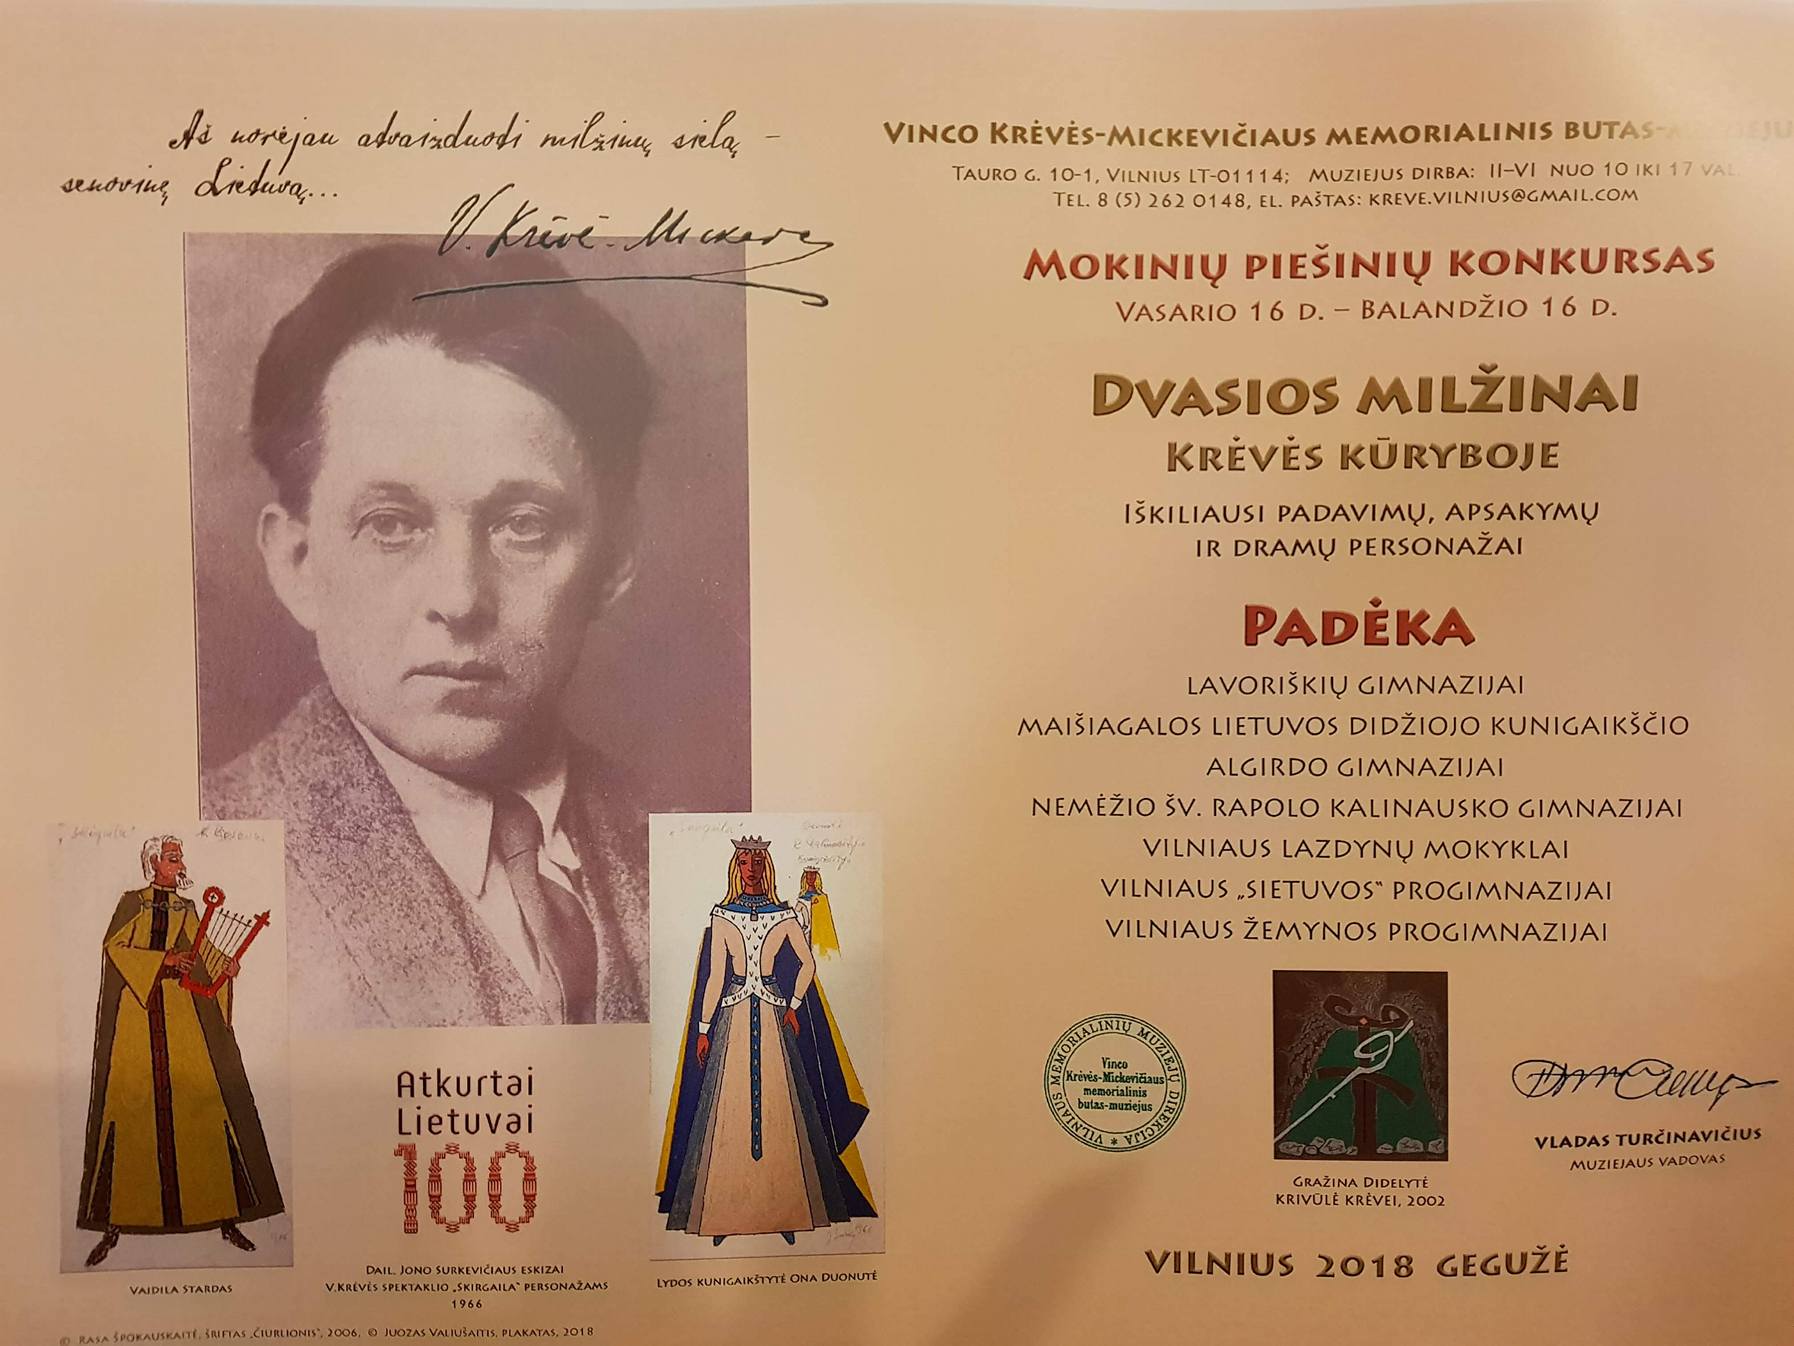 Aš norėjau atvaizduoti milžinų sielą –
senovinę Lietuvą...
V. Krėvė-Mickevi
„Skirgaila“
„Skirgaila“
Atkurtai
Lietuvai
100
VAIDILA STARDAS
DAIL. JONO SURKEVIČIAUS ESKIZAI
V.KRĖVĖS SPEKTAKLIO „SKIRGAILA“ PERSONAŽAMS
1966
LYDOS KUNIGAIKŠTYTĖ ONA DUONUTĖ
© RASA ŠPOKAUSKAITĖ, ŠRIFTAS „ČIURLIONIS“, 2006, © JUOZAS VALIUŠAITIS, PLAKATAS, 2018
VINCO KRĖVĖS-MICKEVIČIAUS MEMORIALINIS BUTAS-MUZIEJUS
TAURO G. 10-1, VILNIUS LT-01114; MUZIEJUS DIRBA: II–VI NUO 10 IKI 17 VAL.
TEL. 8 (5) 262 0148, EL. PAŠTAS: KREVE.VILNIUS@GMAIL.COM
MOKINIŲ PIEŠINIŲ KONKURSAS
VASARIO 16 D. – BALANDŽIO 16 D.
DVASIOS MILŽINAI
KRĖVĖS KŪRYBOJE
IŠKILIAUSI PADAVIMŲ, APSAKYMŲ
IR DRAMŲ PERSONAŽAI
PADĖKA
LAVORIŠKIŲ GIMNAZIJAI
MAIŠIAGALOS LIETUVOS DIDŽIOJO KUNIGAIKŠČIO
ALGIRDO GIMNAZIJAI
NEMĖŽIO ŠV. RAPOLO KALINAUSKO GIMNAZIJAI
VILNIAUS LAZDYNŲ MOKYKLAI
VILNIAUS „SIETUVOS“ PROGIMNAZIJAI
VILNIAUS ŽEMYNOS PROGIMNAZIJAI
VILNIAUS MEMORIALINIŲ MUZIEJŲ DIREKCIJA *
Vinco
Krėvės-Mickevičiaus
memorialinis
butas-muziejus
GRAŽINA DIDELYTĖ
KRIVŪLĖ KRĖVEI, 2002
VLADAS TURČINAVIČIUS
MUZIEJAUS VADOVAS
VILNIUS 2018 GEGUŽĖ